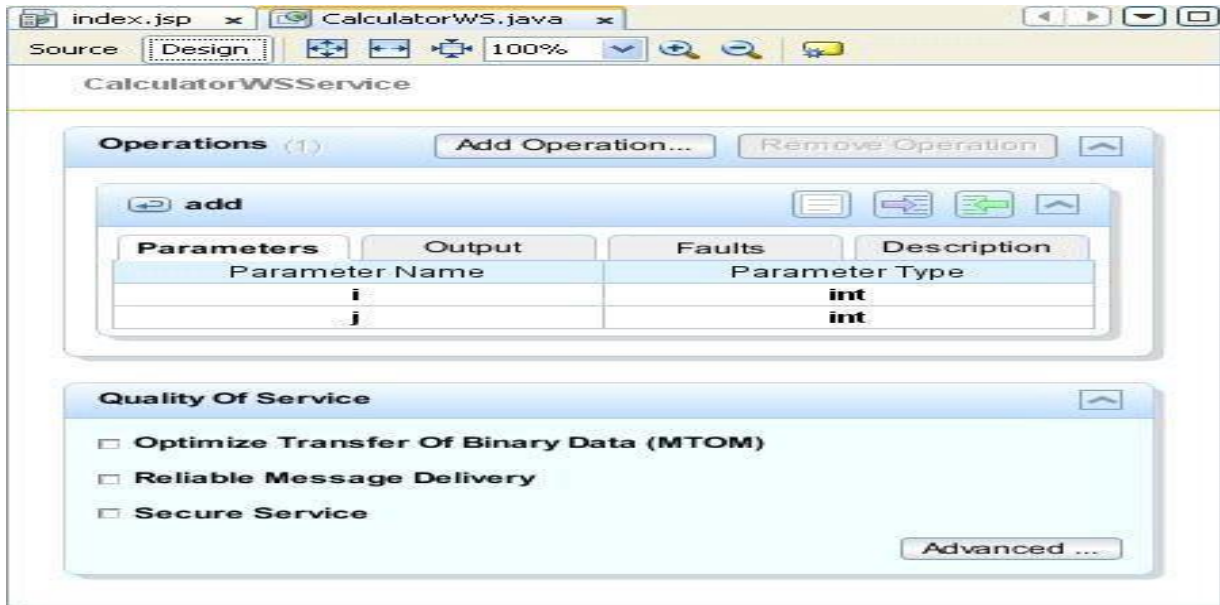 index.jsp x CalculatorWS.java x
Source Design 100%
CalculatorWSService
Operations (1) Add Operation... Remove Operation
add
Parameters Output Faults Description
Parameter Name Parameter Type
i int
j int
Quality Of Service
Optimize Transfer Of Binary Data (MTOM)
Reliable Message Delivery
Secure Service
Advanced ...